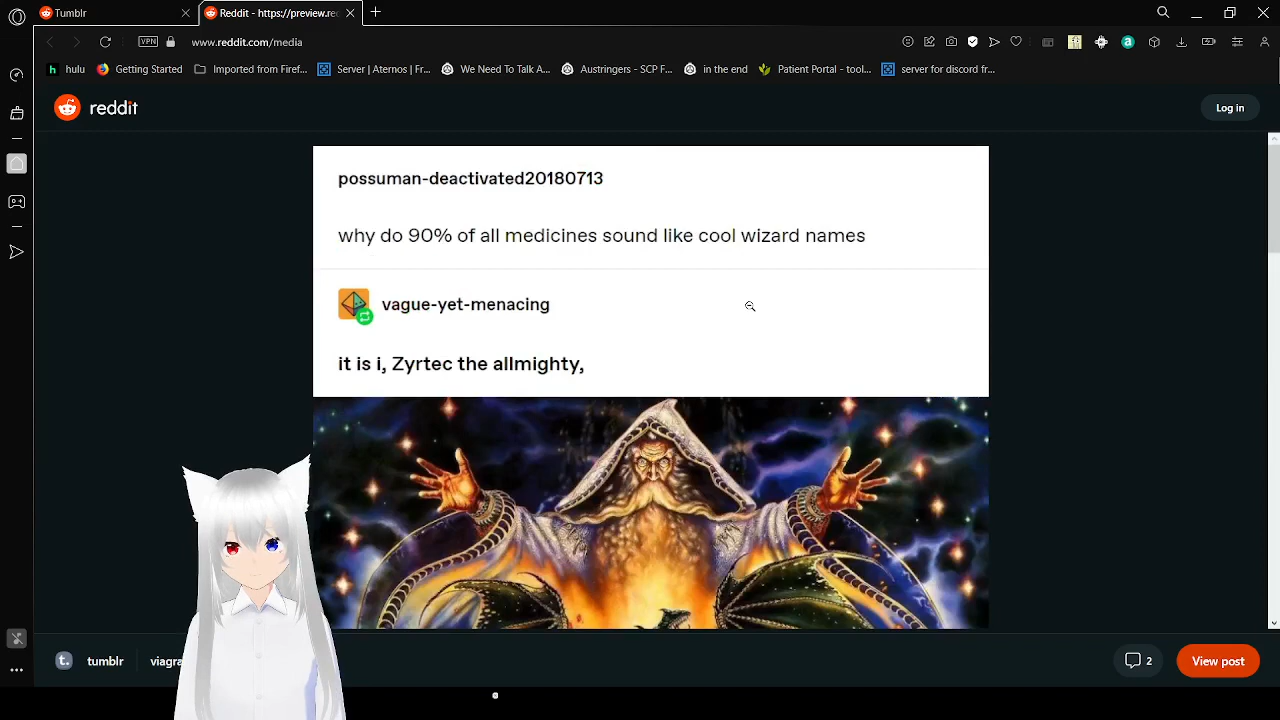 Tumblr
Reddit - https://preview.rec
VPN
www.reddit.com/media
hulu
Getting Started
Imported from Firef...
Server | Aternos | Fr...
We Need To Talk A...
Austringers - SCP F...
in the end
Patient Portal - tool...
server for discord fr...
reddit
Log in
possuman-deactivated20180713
why do 90% of all medicines sound like cool wizard names
vague-yet-menacing
it is i, Zyrtec the allmighty,
t. tumblr
viagra
2
View post